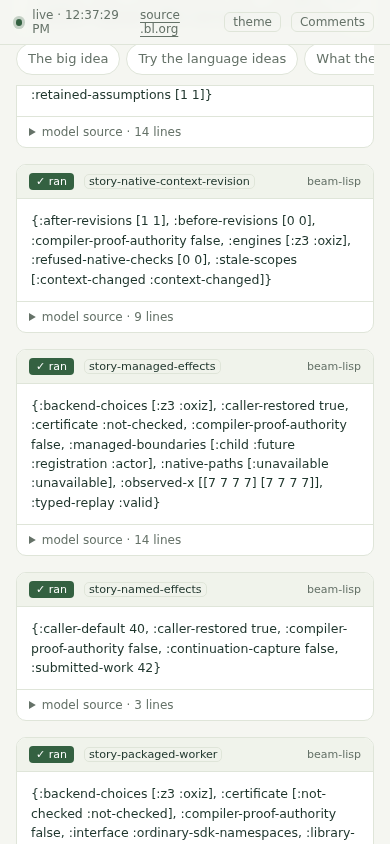 live · 12:37:29 PM
source .bl.org
theme
Comments
The big idea
Try the language ideas
What the
:retained-assumptions [1 1]}
▶ model source · 14 lines
✓ ran story-native-context-revision beam-lisp
{:after-revisions [1 1], :before-revisions [0 0],
:compiler-proof-authority false, :engines [:z3 :oxiz],
:refused-native-checks [0 0], :stale-scopes
[:context-changed :context-changed]}
▶ model source · 9 lines
✓ ran story-managed-effects beam-lisp
{:backend-choices [:z3 :oxiz], :caller-restored true,
:certificate :not-checked, :compiler-proof-authority
false, :managed-boundaries [:child :future
:registration :actor], :native-paths [:unavailable
:unavailable], :observed-x [[7 7 7 7] [7 7 7 7]],
:typed-replay :valid}
▶ model source · 14 lines
✓ ran story-named-effects beam-lisp
{:caller-default 40, :caller-restored true, :compiler-
proof-authority false, :continuation-capture false,
:submitted-work 42}
▶ model source · 3 lines
✓ ran story-packaged-worker beam-lisp
{:backend-choices [:z3 :oxiz], :certificate [:not-
checked :not-checked], :compiler-proof-authority
false, :interface :ordinary-sdk-namespaces, :library-